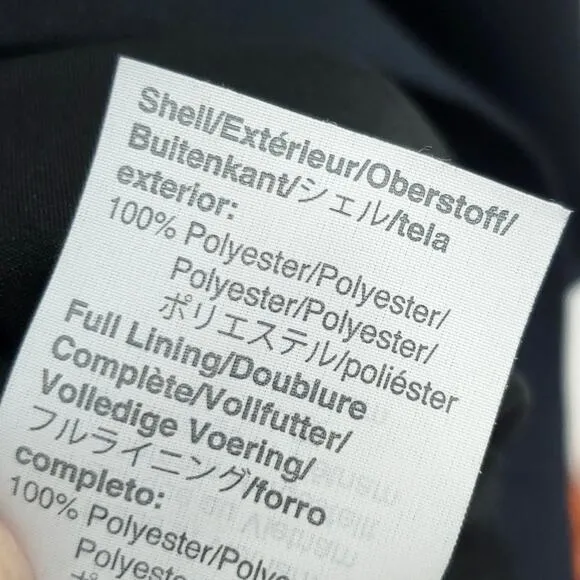 Shell/Extérieur/Oberstoff/
Buitenkant/シェル/tela
exterior:
100% Polyester/Polyester/
Polyester/Polyester/
ポリエステル/poliéster
Full Lining/Doublure
Complète/Vollfutter/
Volledige Voering/
フルライニング/forro
completo:
100% Polyester/
Polyester